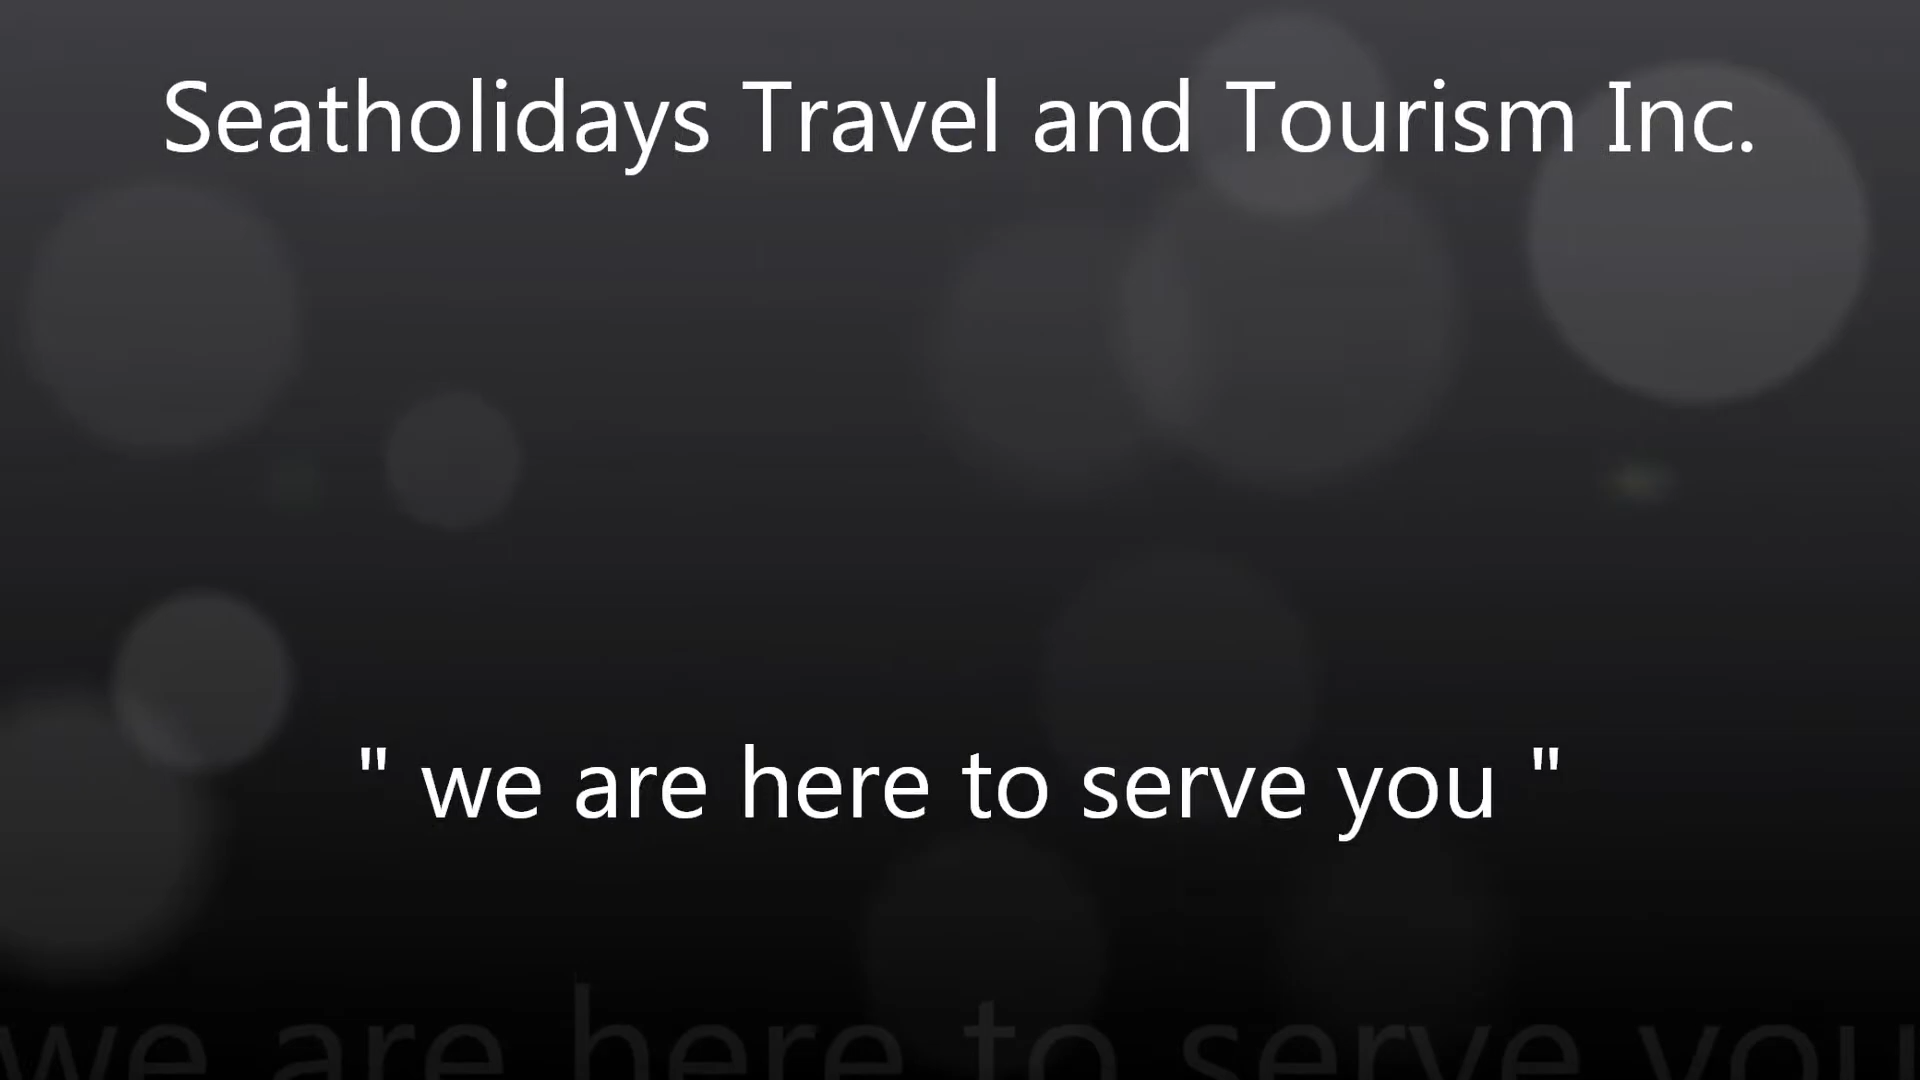 Seatholidays Travel and Tourism Inc.
" we are here to serve you "
we are here to serve you